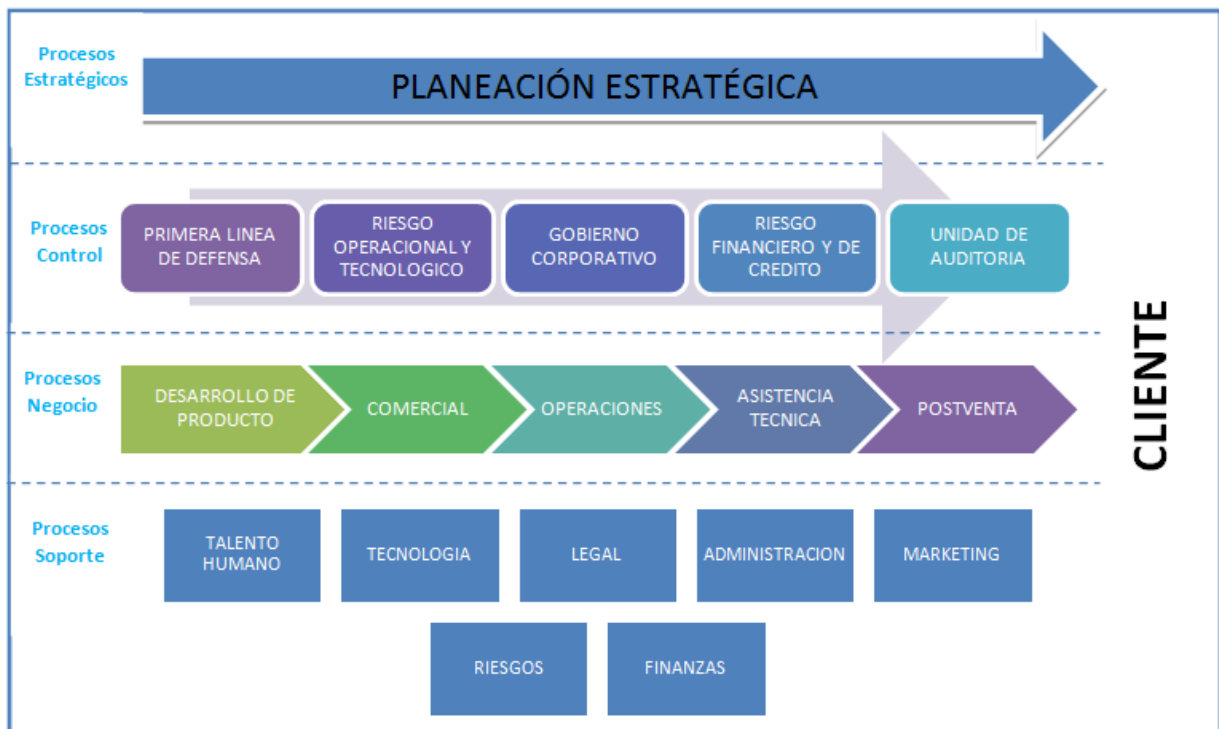 Procesos
Estratégicos
PLANEACIÓN ESTRATÉGICA
Procesos
Control
PRIMERA LINEA
DE DEFENSA
RIESGO
OPERACIONAL Y
TECNOLOGICO
GOBIERNO
CORPORATIVO
RIESGO
FINANCIERO Y DE
CREDITO
UNIDAD DE
AUDITORIA
Procesos
Negocio
DESARROLLO DE
PRODUCTO
COMERCIAL
OPERACIONES
ASISTENCIA
TECNICA
POSTVENTA
Procesos
Soporte
TALENTO
HUMANO
TECNOLOGIA
LEGAL
ADMINISTRACION
MARKETING
RIESGOS
FINANZAS
CLIENTE